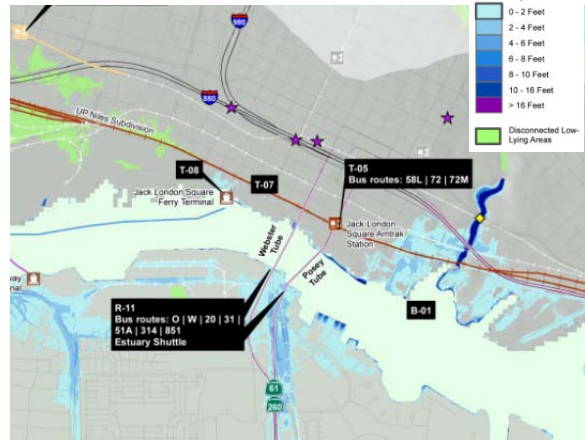 0 - 2 Feet
2 - 4 Feet
4 - 6 Feet
6 - 8 Feet
8 - 10 Feet
10 - 16 Feet
> 16 Feet
Disconnected Low-
Lying Areas
880
880
UP Niles Subdivision
T-08
T-07
T-05
Bus routes: 58L | 72 | 72M
Jack London Square
Ferry Terminal
Jack London
Square Amtrak
Station
Webster
Tube
Posey
Tube
R-11
Bus routes: O | W | 20 | 31 |
51A | 314 | 851
Estuary Shuttle
B-01
61
260